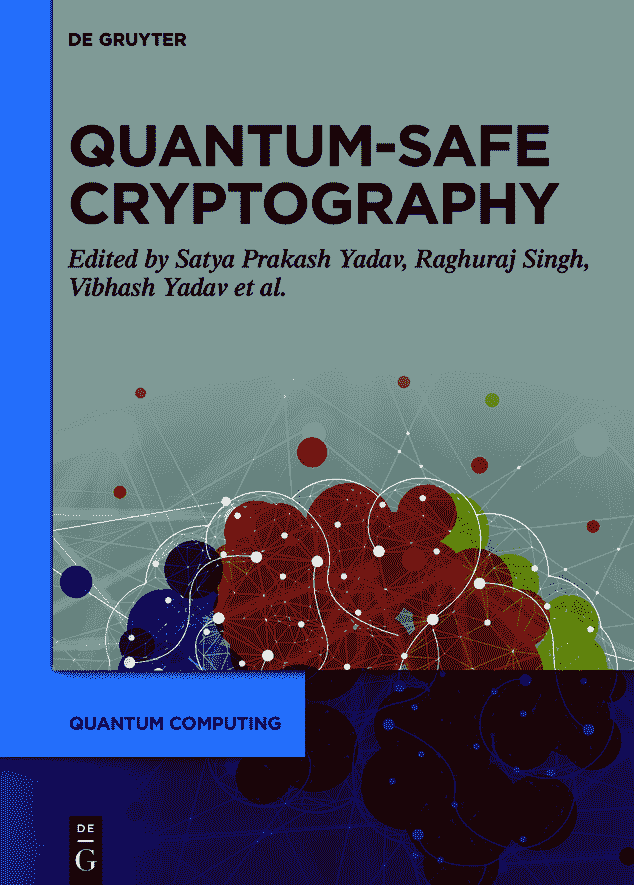 DE GRUYTER
QUANTUM-SAFE
CRYPTOGRAPHY
Edited by Satya Prakash Yadav, Raghuraj Singh,
Vibhash Yadav et al.
QUANTUM COMPUTING
DE
G